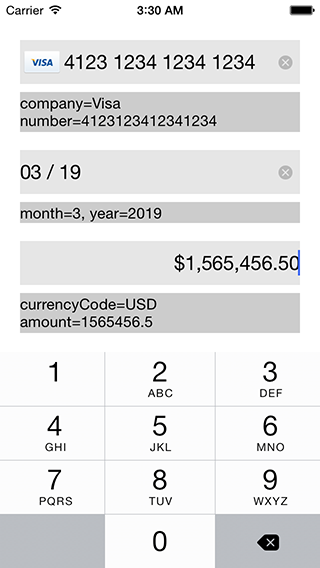 Carrier 3:30 AM
VISA 4123 1234 1234 1234
company=Visa
number=4123123412341234
03 / 19
month=3, year=2019
$1,565,456.50
currencyCode=USD
amount=1565456.5
1 2 3
ABC DEF
4 5 6
GHI JKL MNO
7 8 9
PQRS TUV WXYZ
0